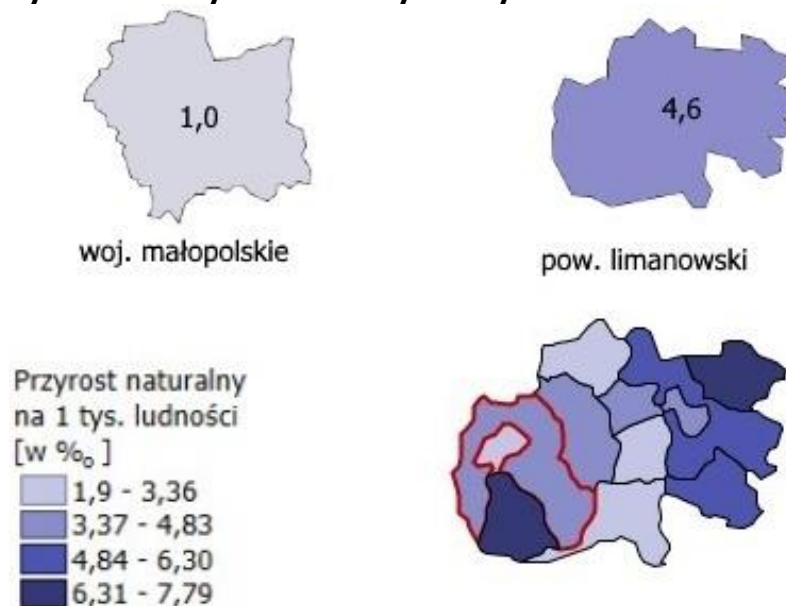 1,0
4,6
woj. małopolskie
pow. limanowski
Przyrost naturalny
na 1 tys. ludności
[w ‰ ]
1,9 - 3,36
3,37 - 4,83
4,84 - 6,30
6,31 - 7,79